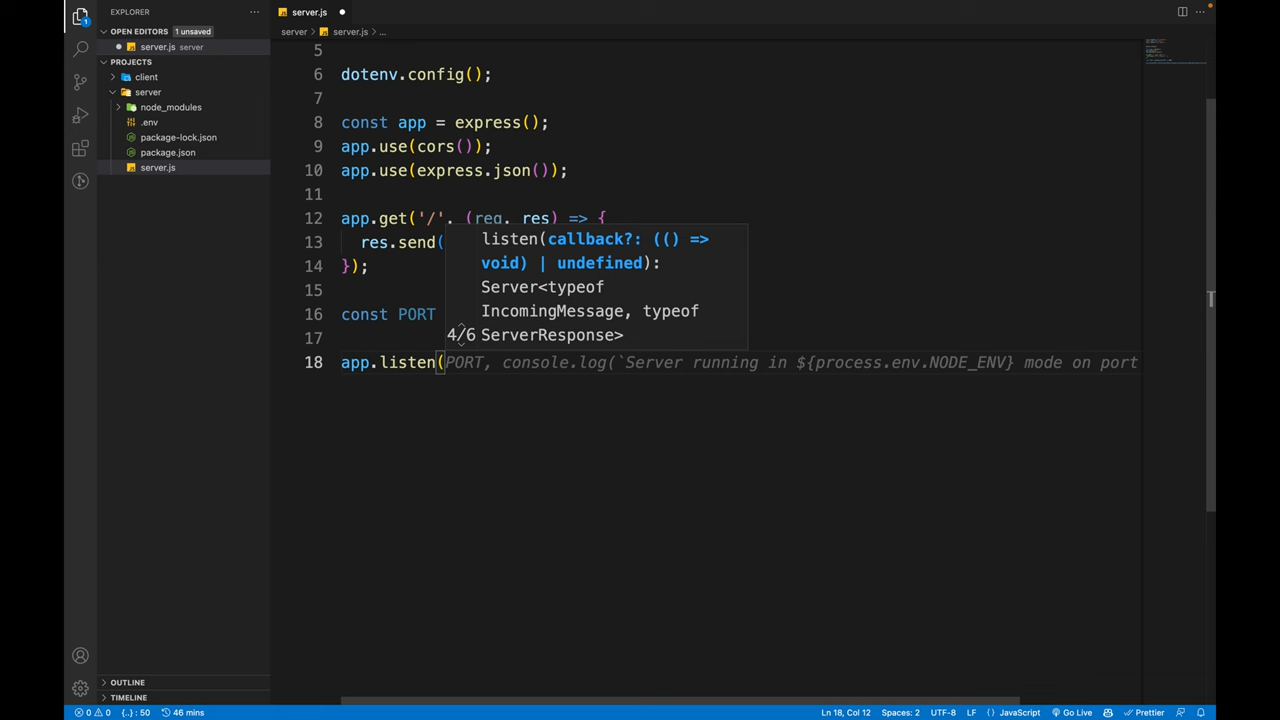 EXPLORER
···
server.js
···
OPEN EDITORS
1 unsaved
server > server.js > ...
server.js server
PROJECTS
client
server
node_modules
.env
package-lock.json
package.json
server.js
5
6 dotenv.config();
7
8 const app = express();
9 app.use(cors());
10 app.use(express.json());
11
12 app.get('/', (req, res) => {
13 res.send(
14 });
15
16 const PORT
17
18 app.listen(PORT, console.log(`Server running in ${process.env.NODE_ENV} mode on port
listen(callback?: (() =>
void) | undefined):
Server<typeof
IncomingMessage, typeof
4/6 ServerResponse>
1
OUTLINE
TIMELINE
0 0 {..} : 50 46 mins
Ln 18, Col 12 Spaces: 2 UTF-8 LF {} JavaScript Go Live Prettier